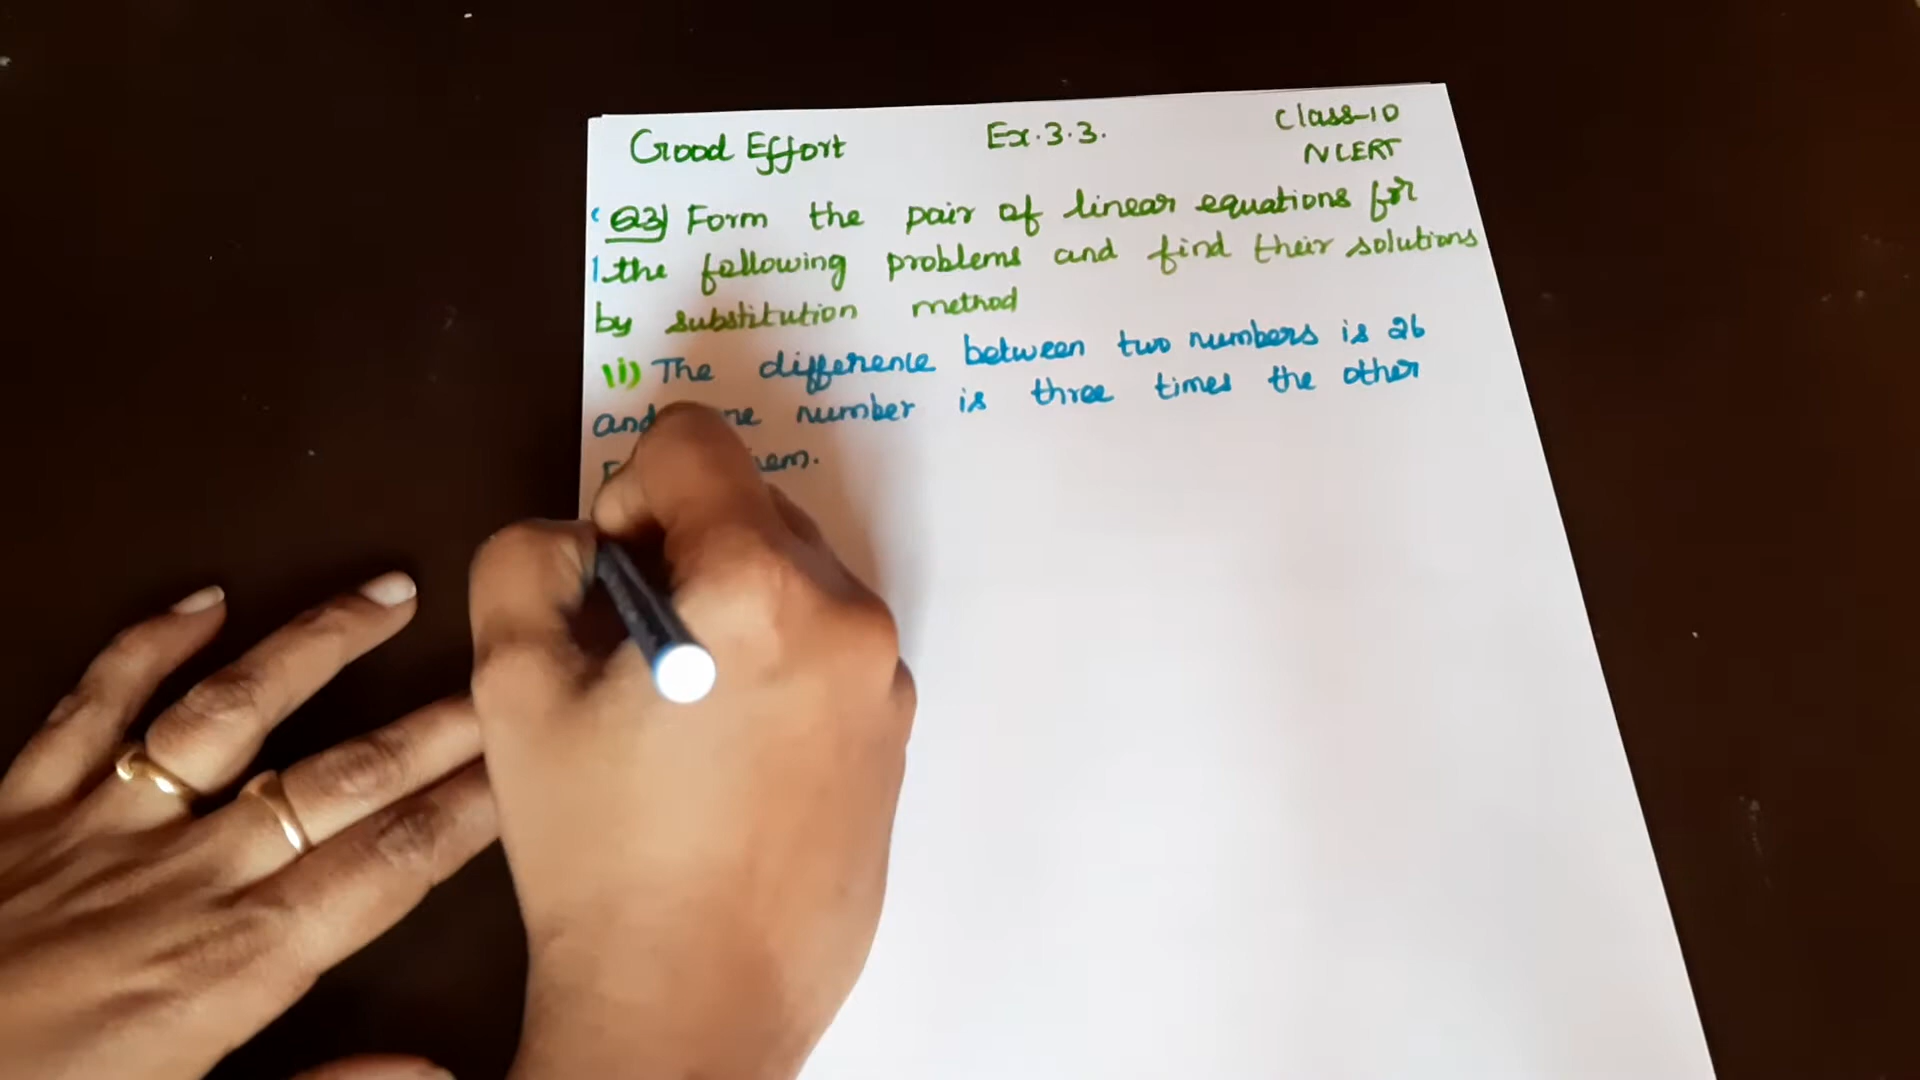 Good Effort Ex. 3.3. Class-10
NCERT
Q3) Form the pair of linear equations for
the following problems and find their solutions
by substitution method
(i) The difference between two numbers is 26
and number is three times the other